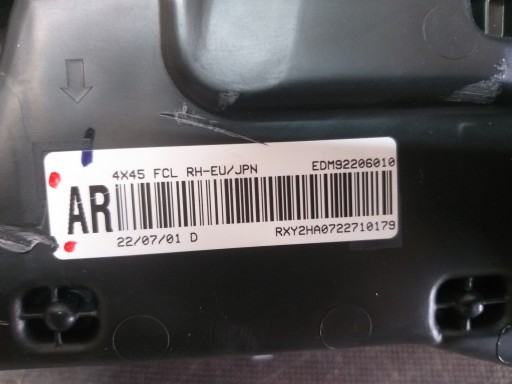 4X45 FCL RH-EU/JPN EDM92206010
AR
22/07/01 D RXY2HA0722710179